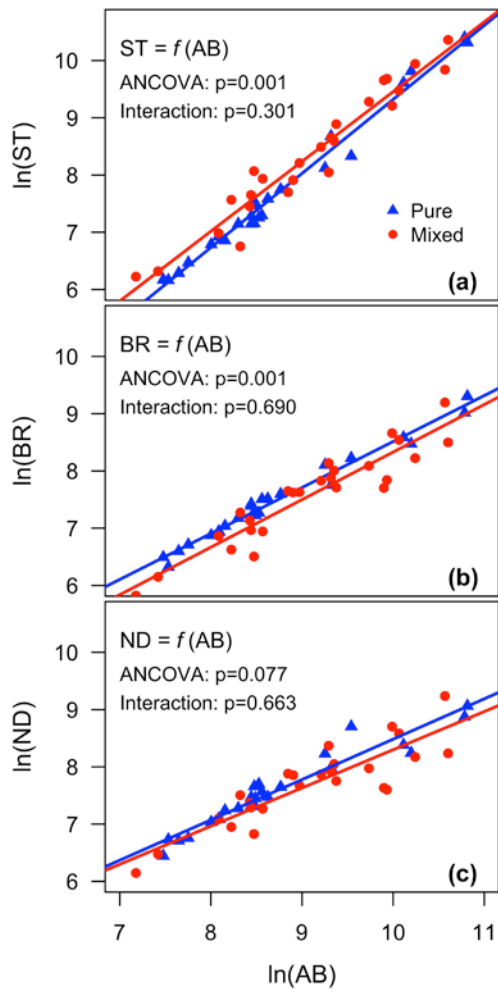 ST = f (AB)
ANCOVA: p=0.001
Interaction: p=0.301
ln(ST)
10
9
8
7
6
Pure
Mixed
(a)
BR = f (AB)
ANCOVA: p=0.001
Interaction: p=0.690
ln(BR)
10
9
8
7
6
(b)
ND = f (AB)
ANCOVA: p=0.077
Interaction: p=0.663
ln(ND)
10
9
8
7
6
(c)
7 8 9 10 11
ln(AB)